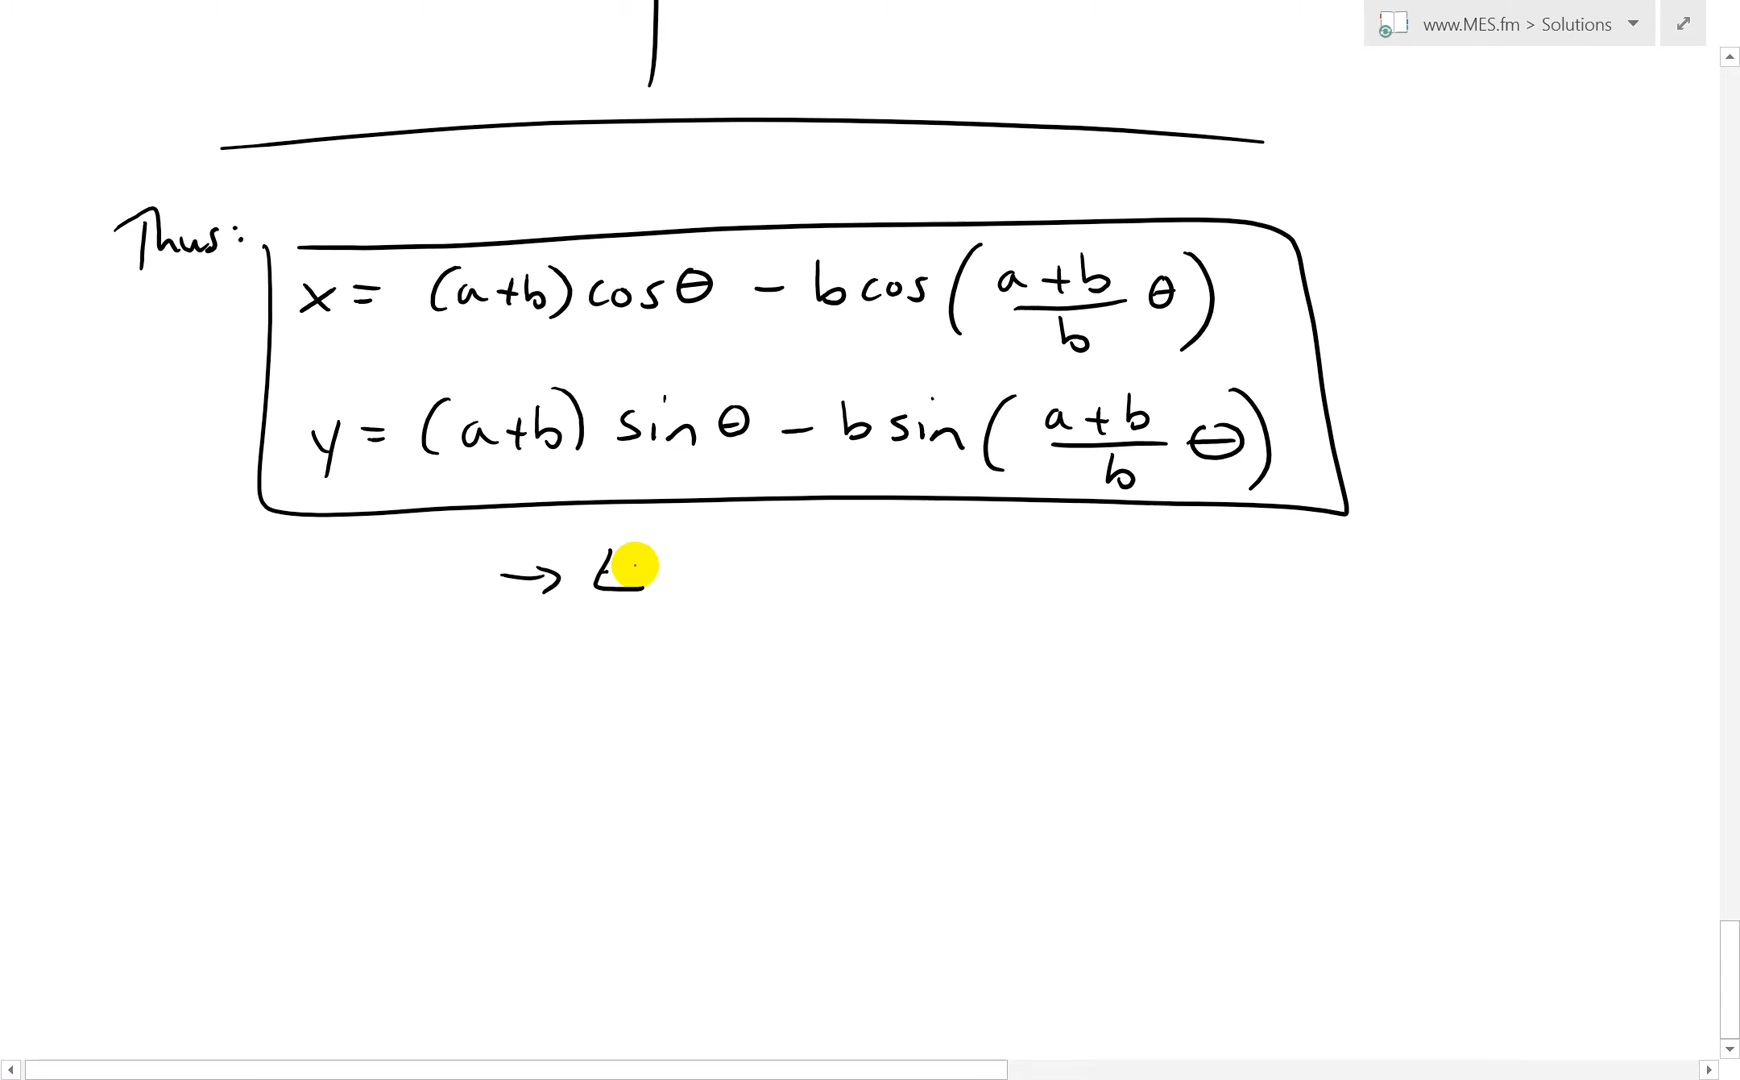 www.MES.fm > Solutions
Thus:
x = (a+b) cos θ - b cos ( a+b / b θ )
y = (a+b) sin θ - b sin ( a+b / b θ )
→